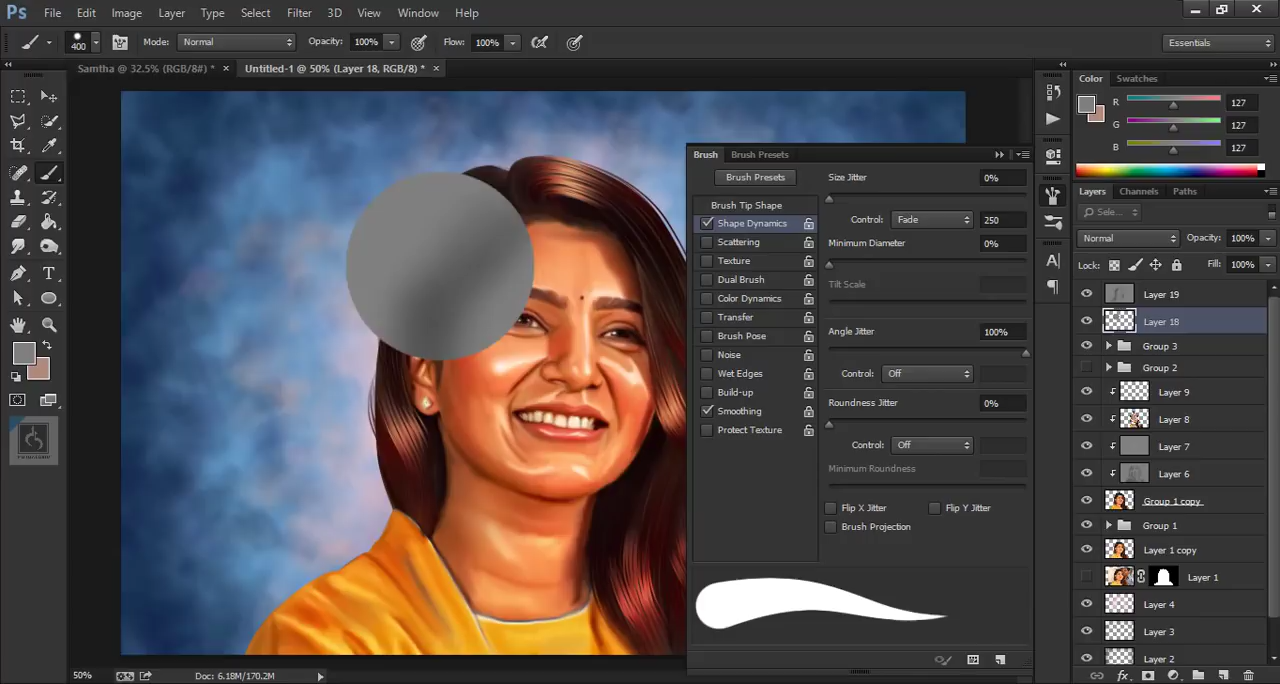 Ps File Edit Image Layer Type Select Filter 3D View Window Help
400 Mode: Normal Opacity: 100% Flow: 100% Essentials
Samtha @ 32.5% (RGB/8#) * × Untitled-1 @ 50% (Layer 18, RGB/8) * ×
Color Swatches
R 127
G 127
B 127
Brush Brush Presets
Brush Presets
Brush Tip Shape
Shape Dynamics
Scattering
Texture
Dual Brush
Color Dynamics
Transfer
Brush Pose
Noise
Wet Edges
Build-up
Smoothing
Protect Texture
Size Jitter 0%
Control: Fade 250
Minimum Diameter 0%
Tilt Scale
Angle Jitter 100%
Control: Off
Roundness Jitter 0%
Control: Off
Minimum Roundness
Flip X Jitter Flip Y Jitter
Brush Projection
Layers Channels Paths
Sele...
Normal Opacity: 100%
Lock: Fill: 100%
Layer 19
Layer 18
Group 3
Group 2
Layer 9
Layer 8
Layer 7
Layer 6
Group 1 copy
Group 1
Layer 1 copy
Layer 1
Layer 4
Layer 3
Layer 2
fx
50% Doc: 6.18M/170.2M